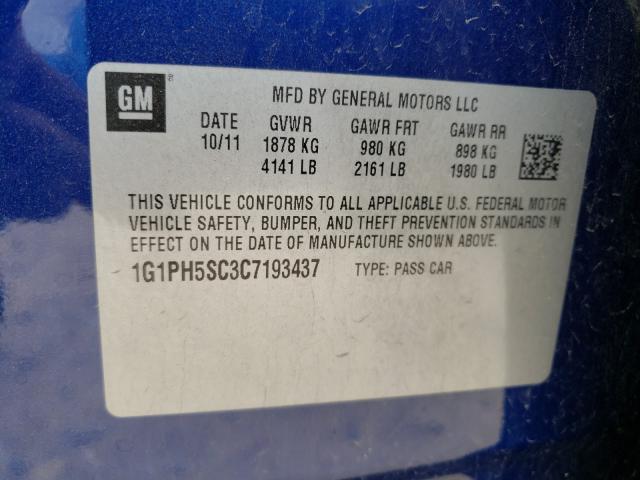 GM
®
MFD BY GENERAL MOTORS LLC
DATE GVWR GAWR FRT GAWR RR
10/11 1878 KG 980 KG 898 KG
4141 LB 2161 LB 1980 LB
THIS VEHICLE CONFORMS TO ALL APPLICABLE U.S. FEDERAL MOTOR
VEHICLE SAFETY, BUMPER, AND THEFT PREVENTION STANDARDS IN
EFFECT ON THE DATE OF MANUFACTURE SHOWN ABOVE.
1G1PH5SC3C7193437 TYPE: PASS CAR